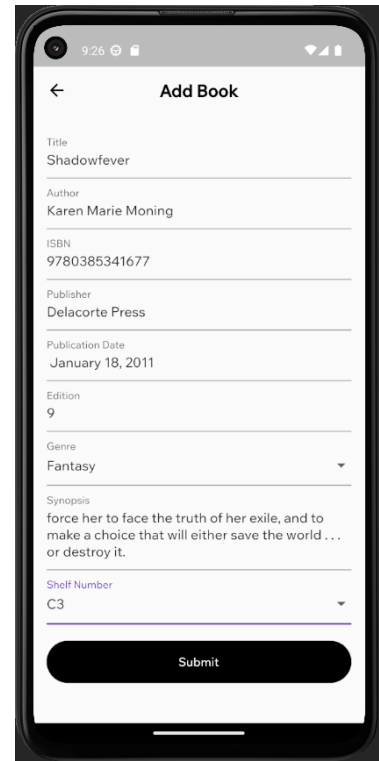 9:26
Add Book
Title
Shadowfever
Author
Karen Marie Moning
ISBN
9780385341677
Publisher
Delacorte Press
Publication Date
January 18, 2011
Edition
9
Genre
Fantasy
Synopsis
force her to face the truth of her exile, and to
make a choice that will either save the world . . .
or destroy it.
Shelf Number
C3
Submit